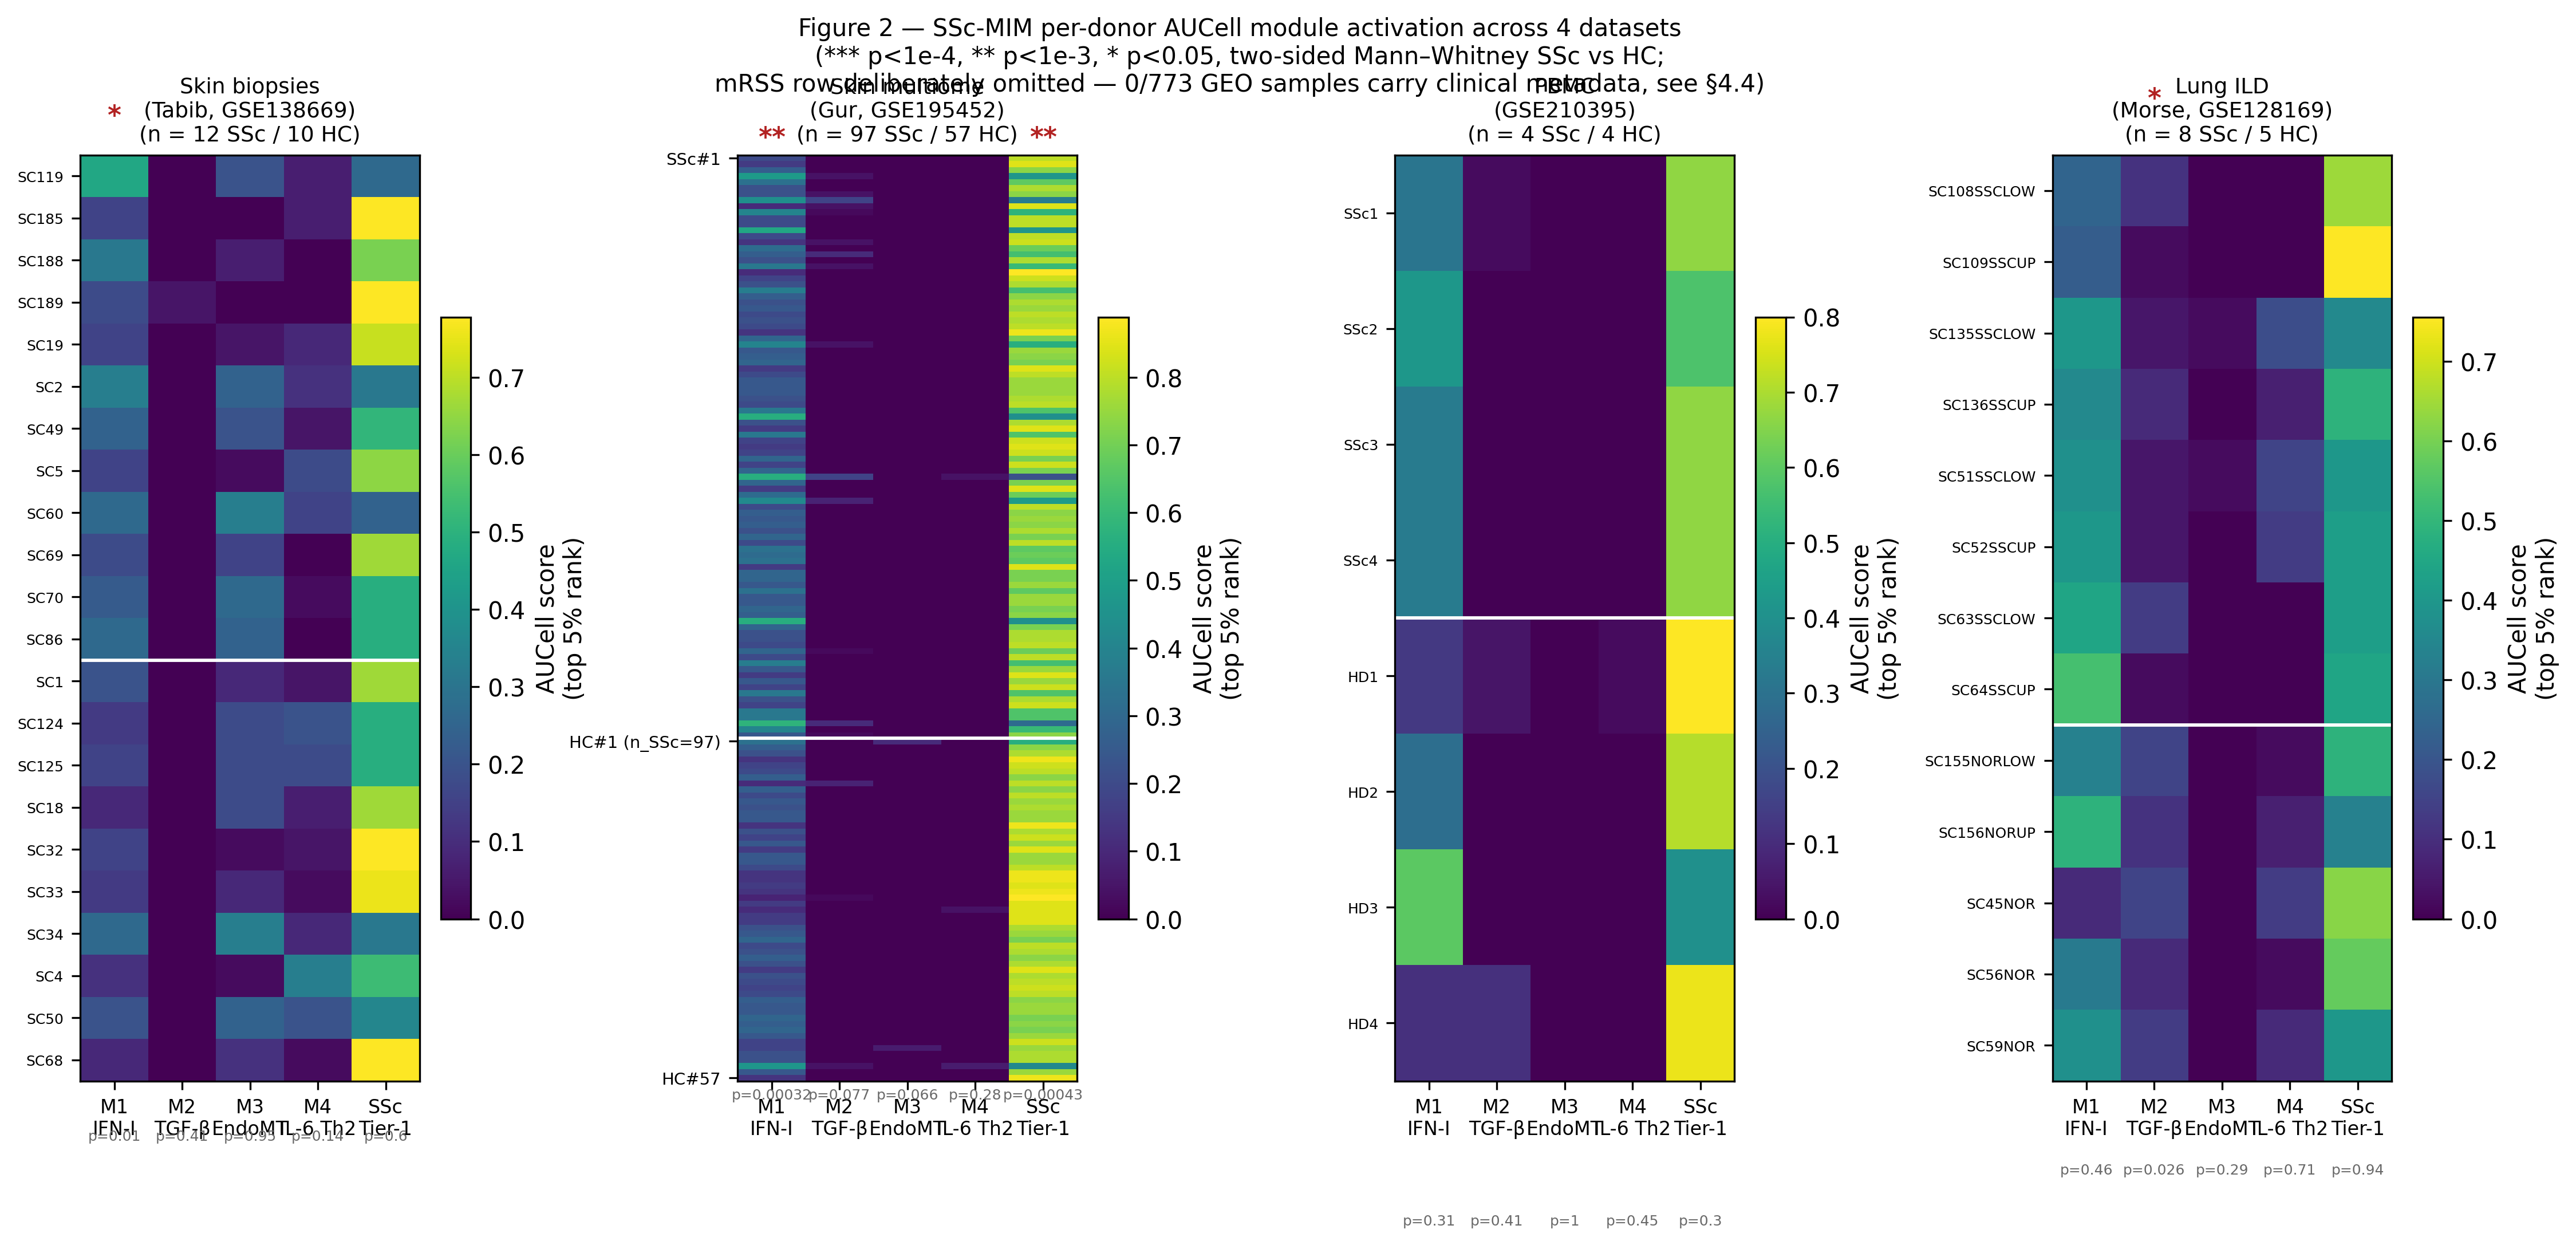 Figure 2 — SSc-MIM per-donor AUCell module activation across 4 datasets
(*** p<1e-4, ** p<1e-3, * p<0.05, two-sided Mann–Whitney SSc vs HC;
mRSS row deliberately omitted — 0/773 GEO samples carry clinical metadata, see §4.4)
Skin biopsies
* (Tabib, GSE138669)
(n = 12 SSc / 10 HC)
SC119
SC185
SC188
SC189
SC19
SC2
SC49
SC5
SC60
SC69
SC70
SC86
SC1
SC124
SC125
SC18
SC32
SC33
SC34
SC4
SC50
SC68
M1
IFN-I
M2
TGF-β
M3
EndoMT
M4
IL-6 Th2
SSc
Tier-1
p=0.01 p=0.41 p=0.95 p=0.14 p=0.6
0.7
0.6
0.5
0.4
0.3
0.2
0.1
0.0
AUCell score
(top 5% rank)
Skin multiome
(Gur, GSE195452)
** (n = 97 SSc / 57 HC) **
SSc#1
HC#1 (n_SSc=97)
HC#57
p=0.00032 p=0.077 p=0.066 p=0.28 p=0.00043
M1
IFN-I
M2
TGF-β
M3
EndoMT
M4
IL-6 Th2
SSc
Tier-1
0.8
0.7
0.6
0.5
0.4
0.3
0.2
0.1
0.0
AUCell score
(top 5% rank)
PBMC
(GSE210395)
(n = 4 SSc / 4 HC)
SSc1
SSc2
SSc3
SSc4
HD1
HD2
HD3
HD4
M1
IFN-I
M2
TGF-β
M3
EndoMT
M4
IL-6 Th2
SSc
Tier-1
p=0.31 p=0.41 p=1 p=0.45 p=0.3
0.8
0.7
0.6
0.5
0.4
0.3
0.2
0.1
0.0
AUCell score
(top 5% rank)
* Lung ILD
(Morse, GSE128169)
(n = 8 SSc / 5 HC)
SC108SSCLOW
SC109SSCUP
SC135SSCLOW
SC136SSCUP
SC51SSCLOW
SC52SSCUP
SC63SSCLOW
SC64SSCUP
SC155NORLOW
SC156NORUP
SC45NOR
SC56NOR
SC59NOR
M1
IFN-I
M2
TGF-β
M3
EndoMT
M4
IL-6 Th2
SSc
Tier-1
p=0.46 p=0.026 p=0.29 p=0.71 p=0.94
0.7
0.6
0.5
0.4
0.3
0.2
0.1
0.0
AUCell score
(top 5% rank)